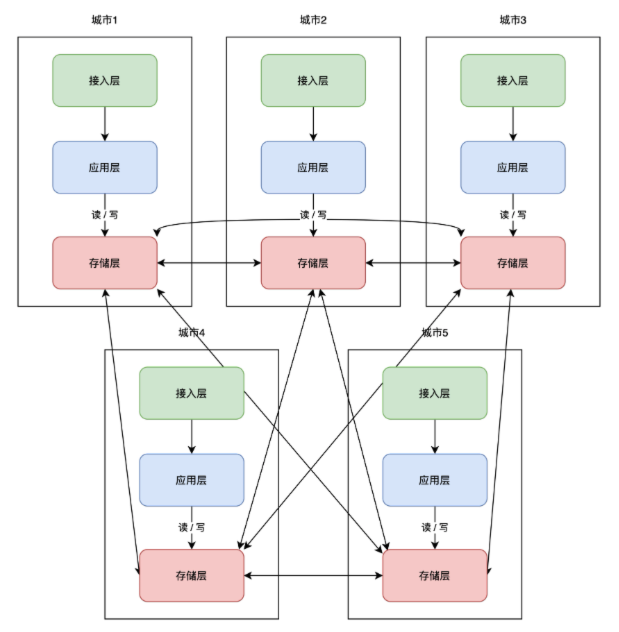 城市1
城市2
城市3
接入层
接入层
接入层
应用层
应用层
应用层
读 / 写
读 / 写
读 / 写
存储层
存储层
存储层
城市4
城市5
接入层
接入层
应用层
应用层
读 / 写
读 / 写
存储层
存储层